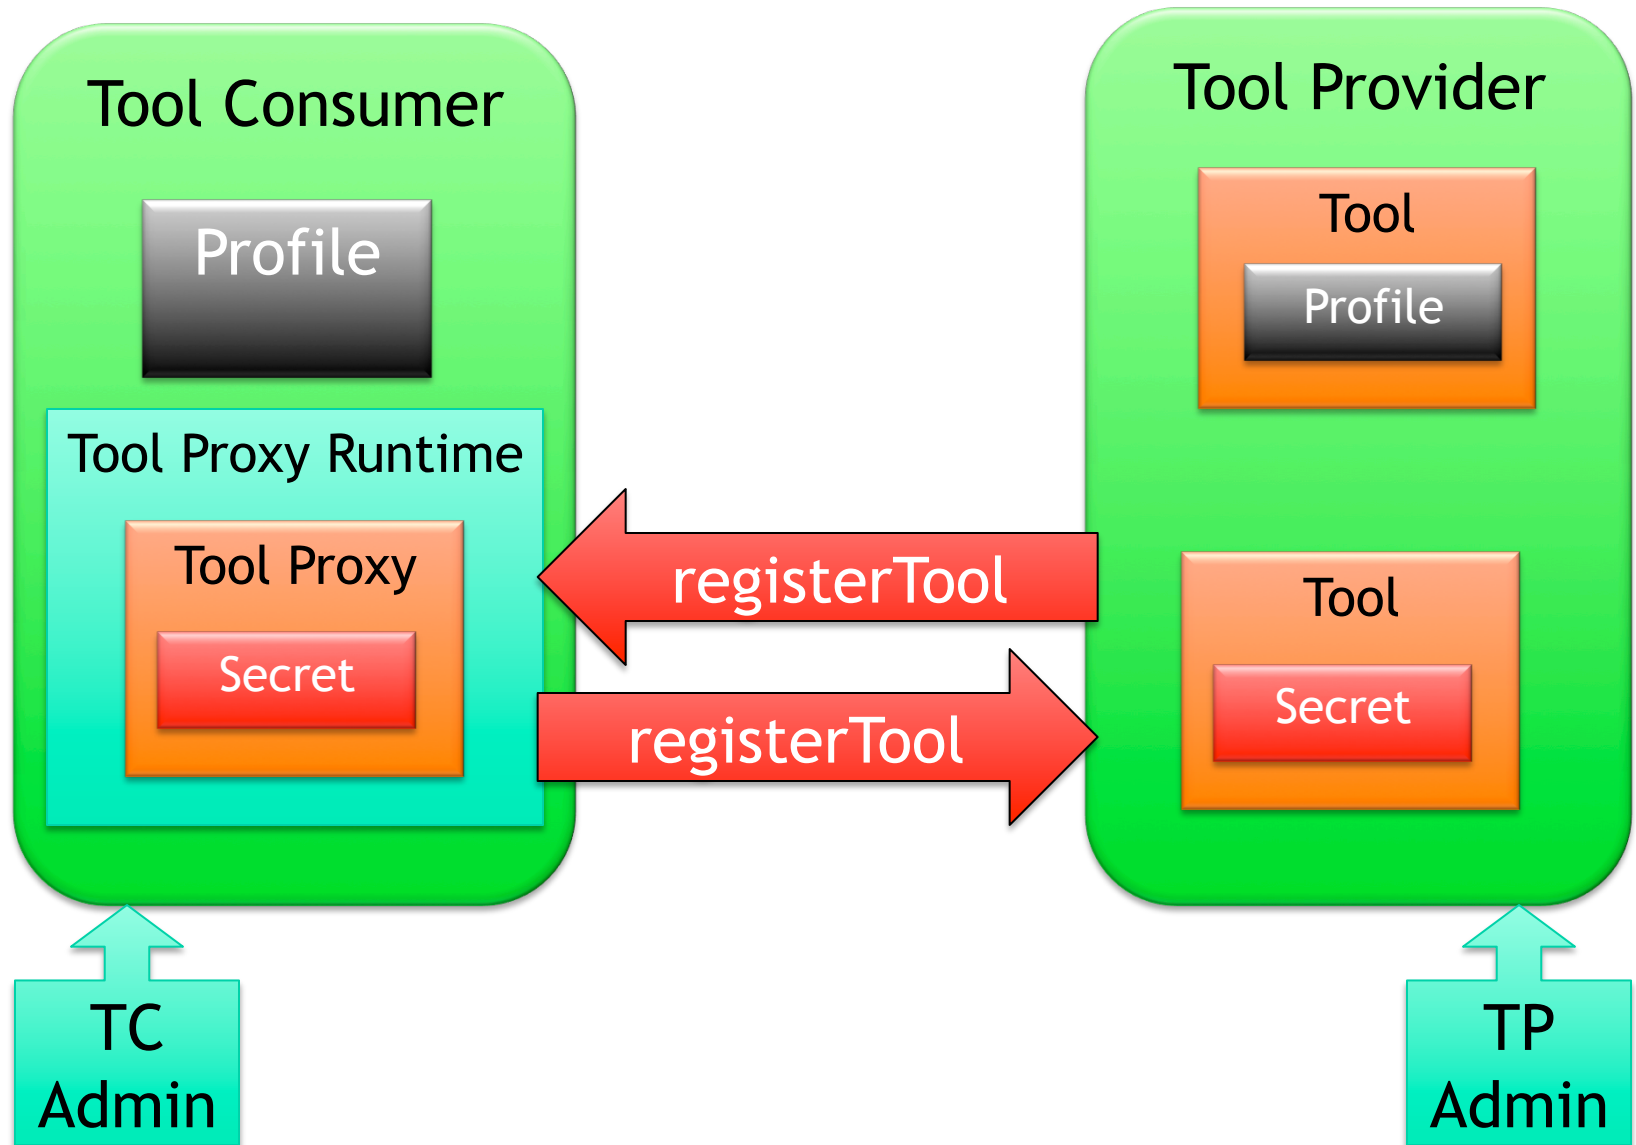 Tool Consumer
Profile
Tool Proxy Runtime
Tool Proxy
Secret
registerTool
registerTool
Tool Provider
Tool
Profile
Tool
Secret
TC
Admin
TP
Admin